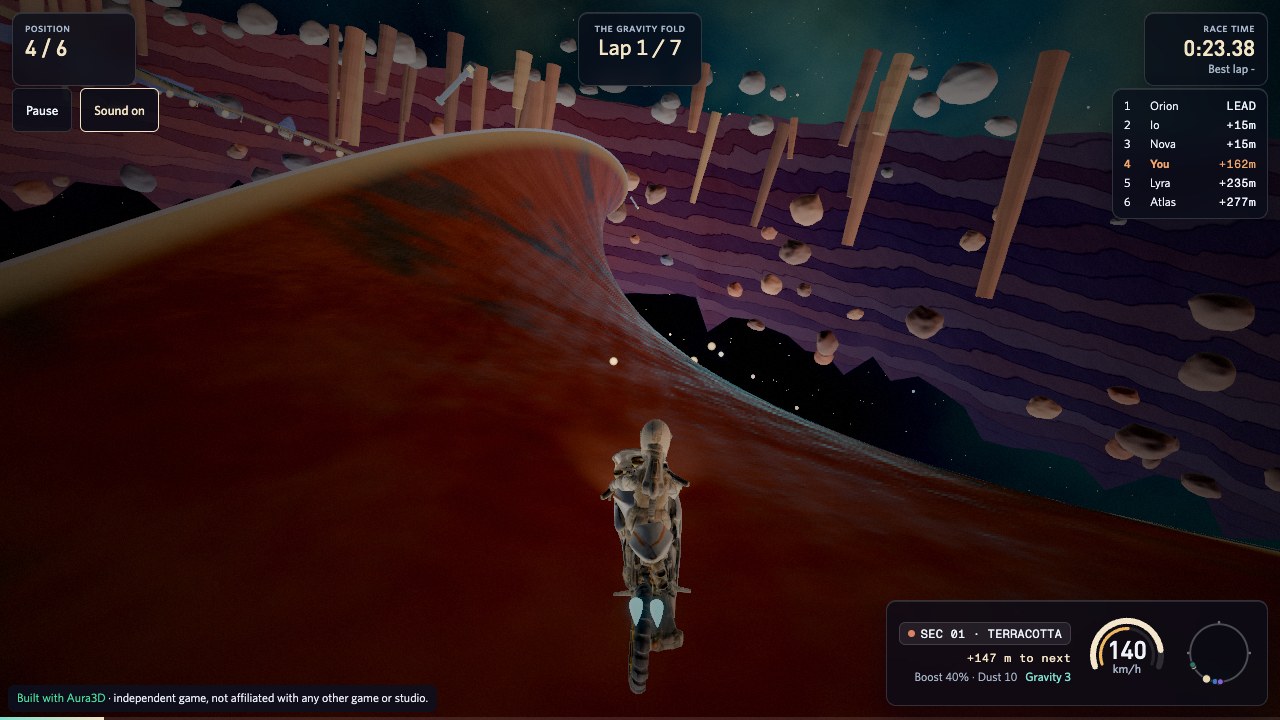 POSITION
4 / 6
THE GRAVITY FOLD
Lap 1 / 7
RACE TIME
0:23.38
Best lap -
Pause
Sound on
1 Orion LEAD
2 Io +15m
3 Nova +15m
4 You +162m
5 Lyra +235m
6 Atlas +277m
SEC 01 · TERRACOTTA
+147 m to next
Boost 40% · Dust 10 Gravity 3
140
km/h
Built with Aura3D · independent game, not affiliated with any other game or studio.